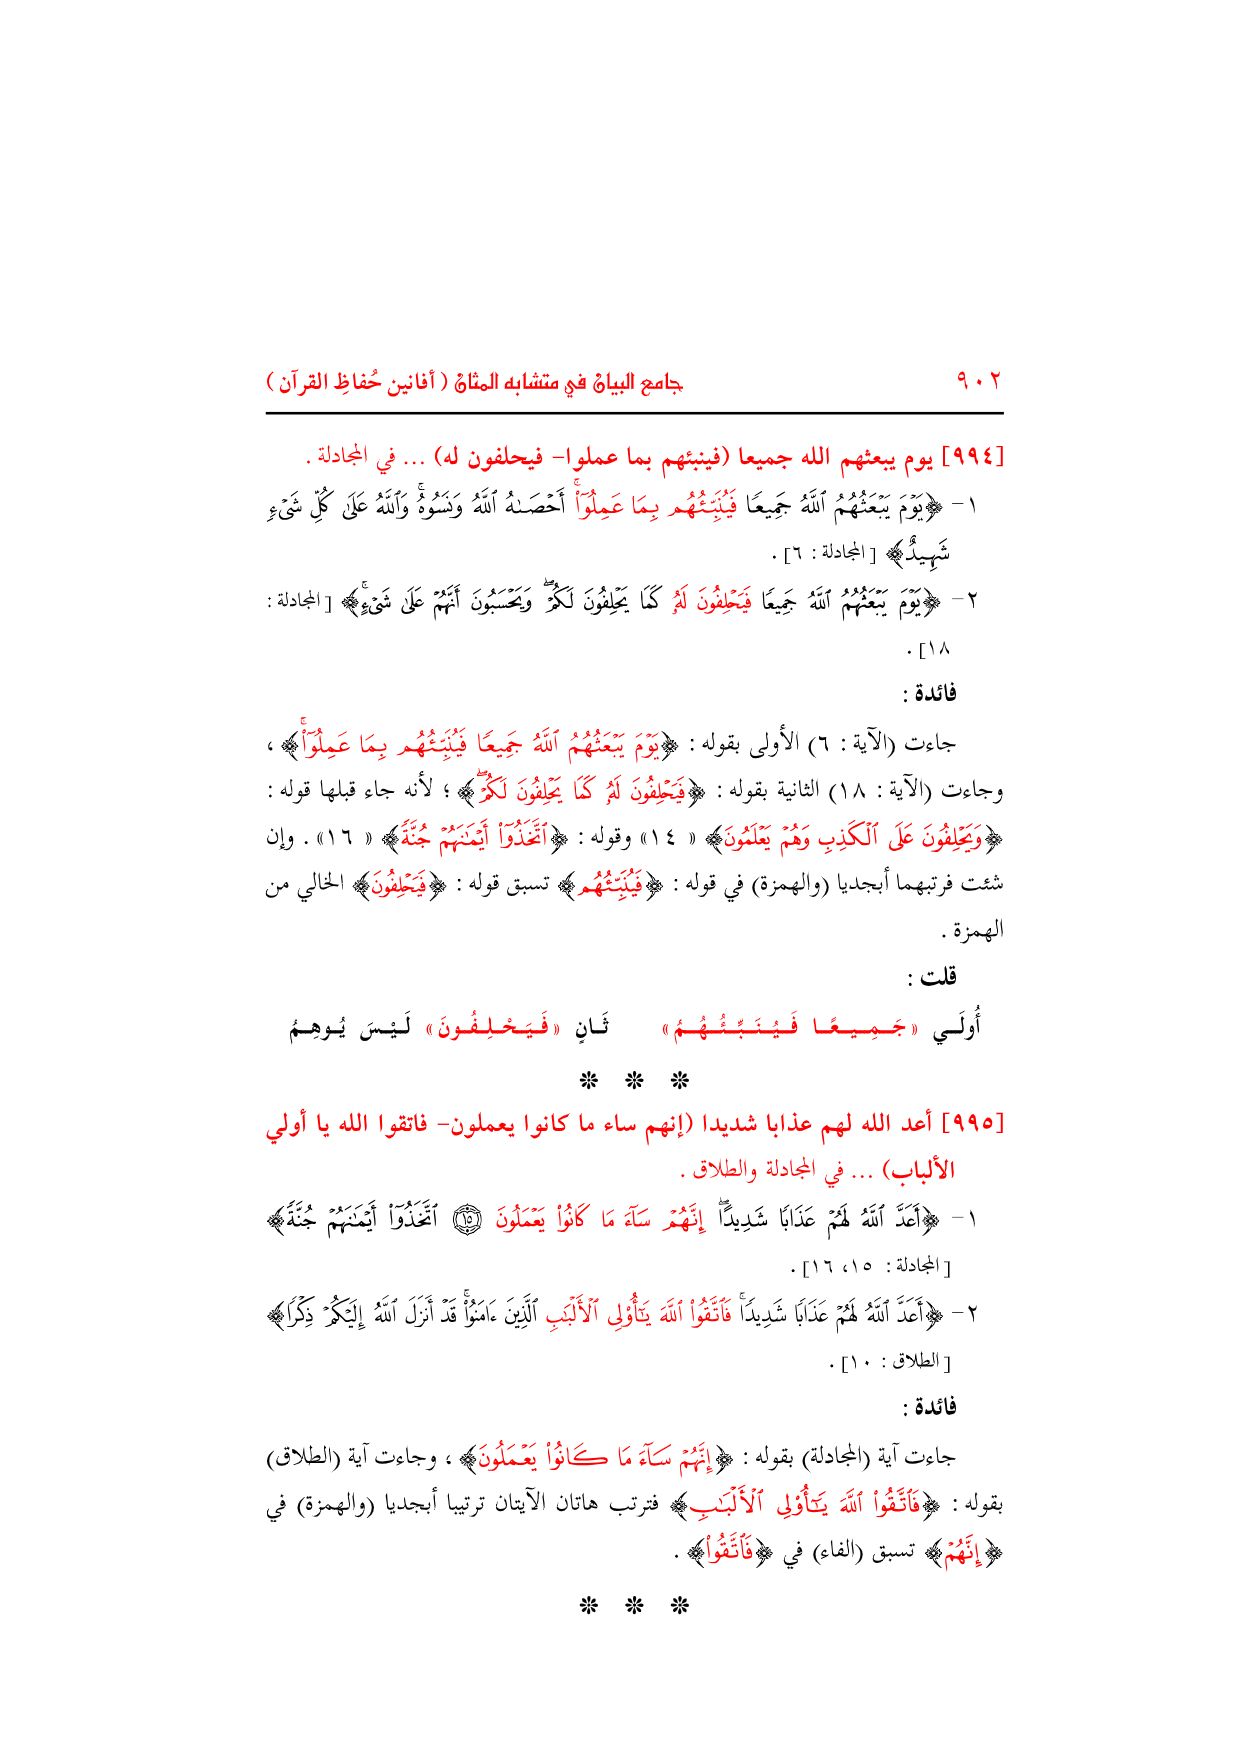 ٩٠٢ جامع البيان في متشابه المثان ( أفانين حُفاظِ القرآن )
[٩٩٤] يوم يبعثهم الله جميعا (فينبئهم بما عملوا- فيحلفون له) ... في المجادلة .
١- ﴿يَوۡمَ يَبۡعَثُهُمُ ٱللَّهُ جَمِيعٗا فَيُنَبِّئُهُم بِمَا عَمِلُوٓاْۚ أَحۡصَىٰهُ ٱللَّهُ وَنَسُوهُۚ وَٱللَّهُ عَلَىٰ كُلِّ شَيۡءٖ
شَهِيدٌ﴾ [المجادلة : ٦] .
٢- ﴿يَوۡمَ يَبۡعَثُهُمُ ٱللَّهُ جَمِيعٗا فَيَحۡلِفُونَ لَهُۥ كَمَا يَحۡلِفُونَ لَكُمۡۖ وَيَحۡسَبُونَ أَنَّهُمۡ عَلَىٰ شَيۡءٍۚ﴾ [المجادلة :
١٨] .
فائدة :
جاءت (الآية : ٦) الأولى بقوله : ﴿يَوۡمَ يَبۡعَثُهُمُ ٱللَّهُ جَمِيعٗا فَيُنَبِّئُهُم بِمَا عَمِلُوٓاْۚ﴾ ،
وجاءت (الآية : ١٨) الثانية بقوله : ﴿فَيَحۡلِفُونَ لَهُۥ كَمَا يَحۡلِفُونَ لَكُمۡۖ﴾ ؛ لأنه جاء قبلها قوله :
﴿وَيَحۡلِفُونَ عَلَى ٱلۡكَذِبِ وَهُمۡ يَعۡلَمُونَ﴾ « ١٤» وقوله : ﴿ٱتَّخَذُوٓاْ أَيۡمَٰنَهُمۡ جُنَّةٗ﴾ « ١٦» . وإن
شئت فرتبهما أبجديا (والهمزة) في قوله : ﴿فَيُنَبِّئُهُم﴾ تسبق قوله : ﴿فَيَحۡلِفُونَ﴾ الخالي من
الهمزة .
قلت :
أُولَـي «جَـمِـيـعًـا فَـيُـنَـبِّـئُـهُـمُ» ثَـانِ «فَـيَـحْـلِـفُـونَ» لَـيْـسَ يُـوهِـمُ
❊ ❊ ❊
[٩٩٥] أعد الله لهم عذابا شديدا (إنهم ساء ما كانوا يعملون- فاتقوا الله يا أولي
الألباب) ... في المجادلة والطلاق .
١- ﴿أَعَدَّ ٱللَّهُ لَهُمۡ عَذَابٗا شَدِيدًاۖ إِنَّهُمۡ سَآءَ مَا كَانُواْ يَعۡمَلُونَ ۝١٥ ٱتَّخَذُوٓاْ أَيۡمَٰنَهُمۡ جُنَّةٗ﴾
[المجادلة : ١٥، ١٦] .
٢- ﴿أَعَدَّ ٱللَّهُ لَهُمۡ عَذَابٗا شَدِيدٗاۖ فَٱتَّقُواْ ٱللَّهَ يَٰٓأُوْلِي ٱلۡأَلۡبَٰبِ ٱلَّذِينَ ءَامَنُواْۚ قَدۡ أَنزَلَ ٱللَّهُ إِلَيۡكُمۡ ذِكۡرٗا﴾
[الطلاق : ١٠] .
فائدة :
جاءت آية (المجادلة) بقوله : ﴿إِنَّهُمۡ سَآءَ مَا كَانُواْ يَعۡمَلُونَ﴾ ، وجاءت آية (الطلاق)
بقوله : ﴿فَٱتَّقُواْ ٱللَّهَ يَٰٓأُوْلِي ٱلۡأَلۡبَٰبِ﴾ فترتب هاتان الآيتان ترتيبا أبجديا (والهمزة) في
﴿إِنَّهُمۡ﴾ تسبق (الفاء) في ﴿فَٱتَّقُواْ﴾ .
❊ ❊ ❊